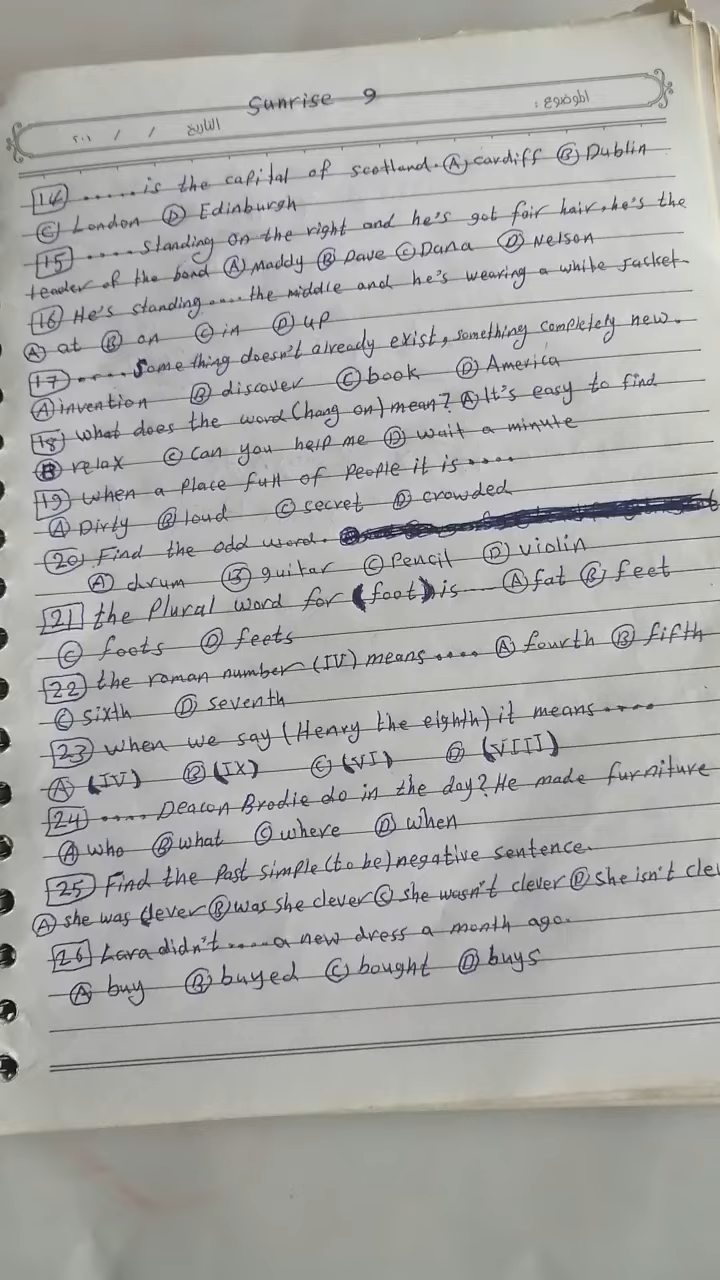 Sunrise 9
الموضوع :
التاريخ / / ٢٠١
14 ..... is the capital of scotland. A cardiff B Dublin
C London D Edinburgh
15 .... standing on the right and he's got fair hair, he's the
leader of the band A Maddy B Dave C Dana D Nelson
16 He's standing .... the middle and he's wearing a white jacket.
A at B on C in D up
17 .... Some thing doesn't already exist, something completely new.
A invention B discover C book D America
18 what does the word (hang on) mean? A It's easy to find
B relax C can you help me D wait a minute
19 when a place full of people it is ....
A Dirty B loud C secret D crowded
20 Find the odd word.
A drum B guitar C Pencil D violin
21 the plural word for (foot) is .... A fat B feet
C foots D feets
22 the roman number (IV) means .... A fourth B fifth
C sixth D seventh
23 when we say (Henry the eighth) it means ....
A (IV) B (IX) C (VI) D (VIII)
24 .... Deacon Brodie do in the day? He made furniture
A who B what C where D when
25 Find the past simple (to be) negative sentence.
A she was clever B was she clever C she wasn't clever D she isn't cle
26 Lara didn't .... a new dress a month ago.
A buy B buyed C bought D buys